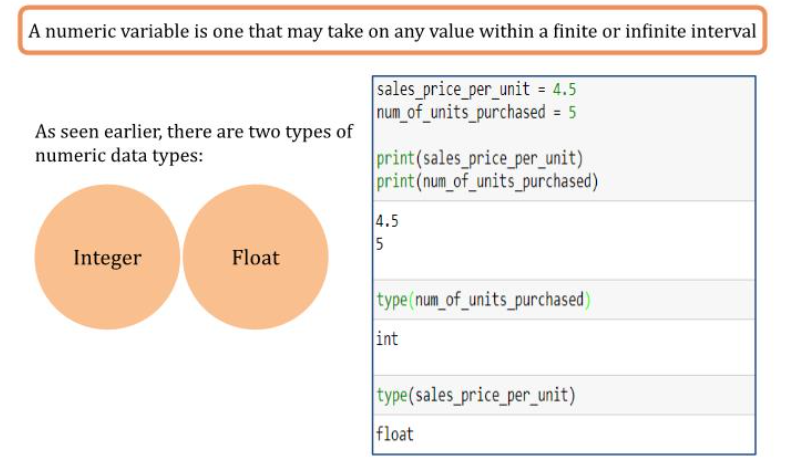 A numeric variable is one that may take on any value within a finite or infinite interval
As seen earlier, there are two types of
numeric data types:
Integer
Float
sales_price_per_unit = 4.5
num_of_units_purchased = 5
print(sales_price_per_unit)
print(num_of_units_purchased)
4.5
5
type(num_of_units_purchased)
int
type(sales_price_per_unit)
float